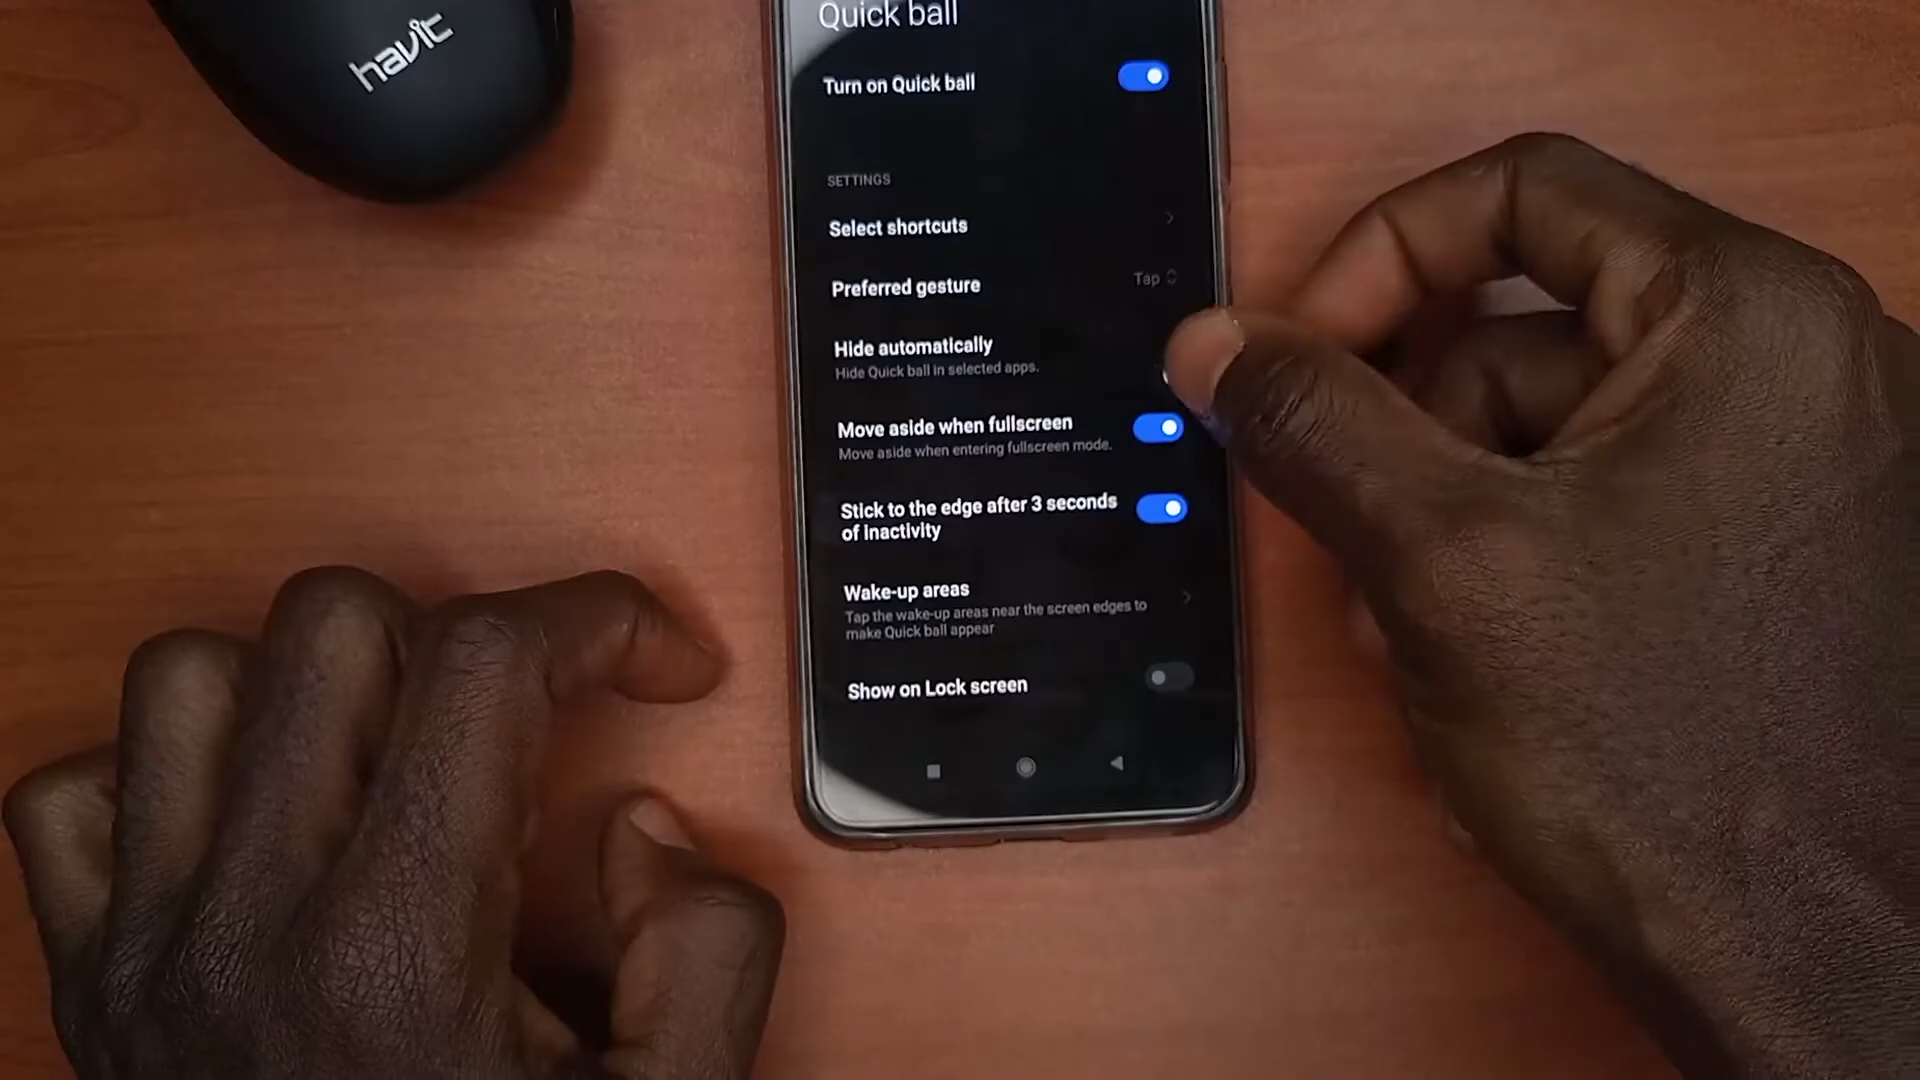 havit
Quick ball
Turn on Quick ball
SETTINGS
Select shortcuts
Preferred gesture
Tap
Hide automatically
Hide Quick ball in selected apps.
Move aside when fullscreen
Move aside when entering fullscreen mode.
Stick to the edge after 3 seconds
of inactivity
Wake-up areas
Tap the wake-up areas near the screen edges to
make Quick ball appear
Show on Lock screen